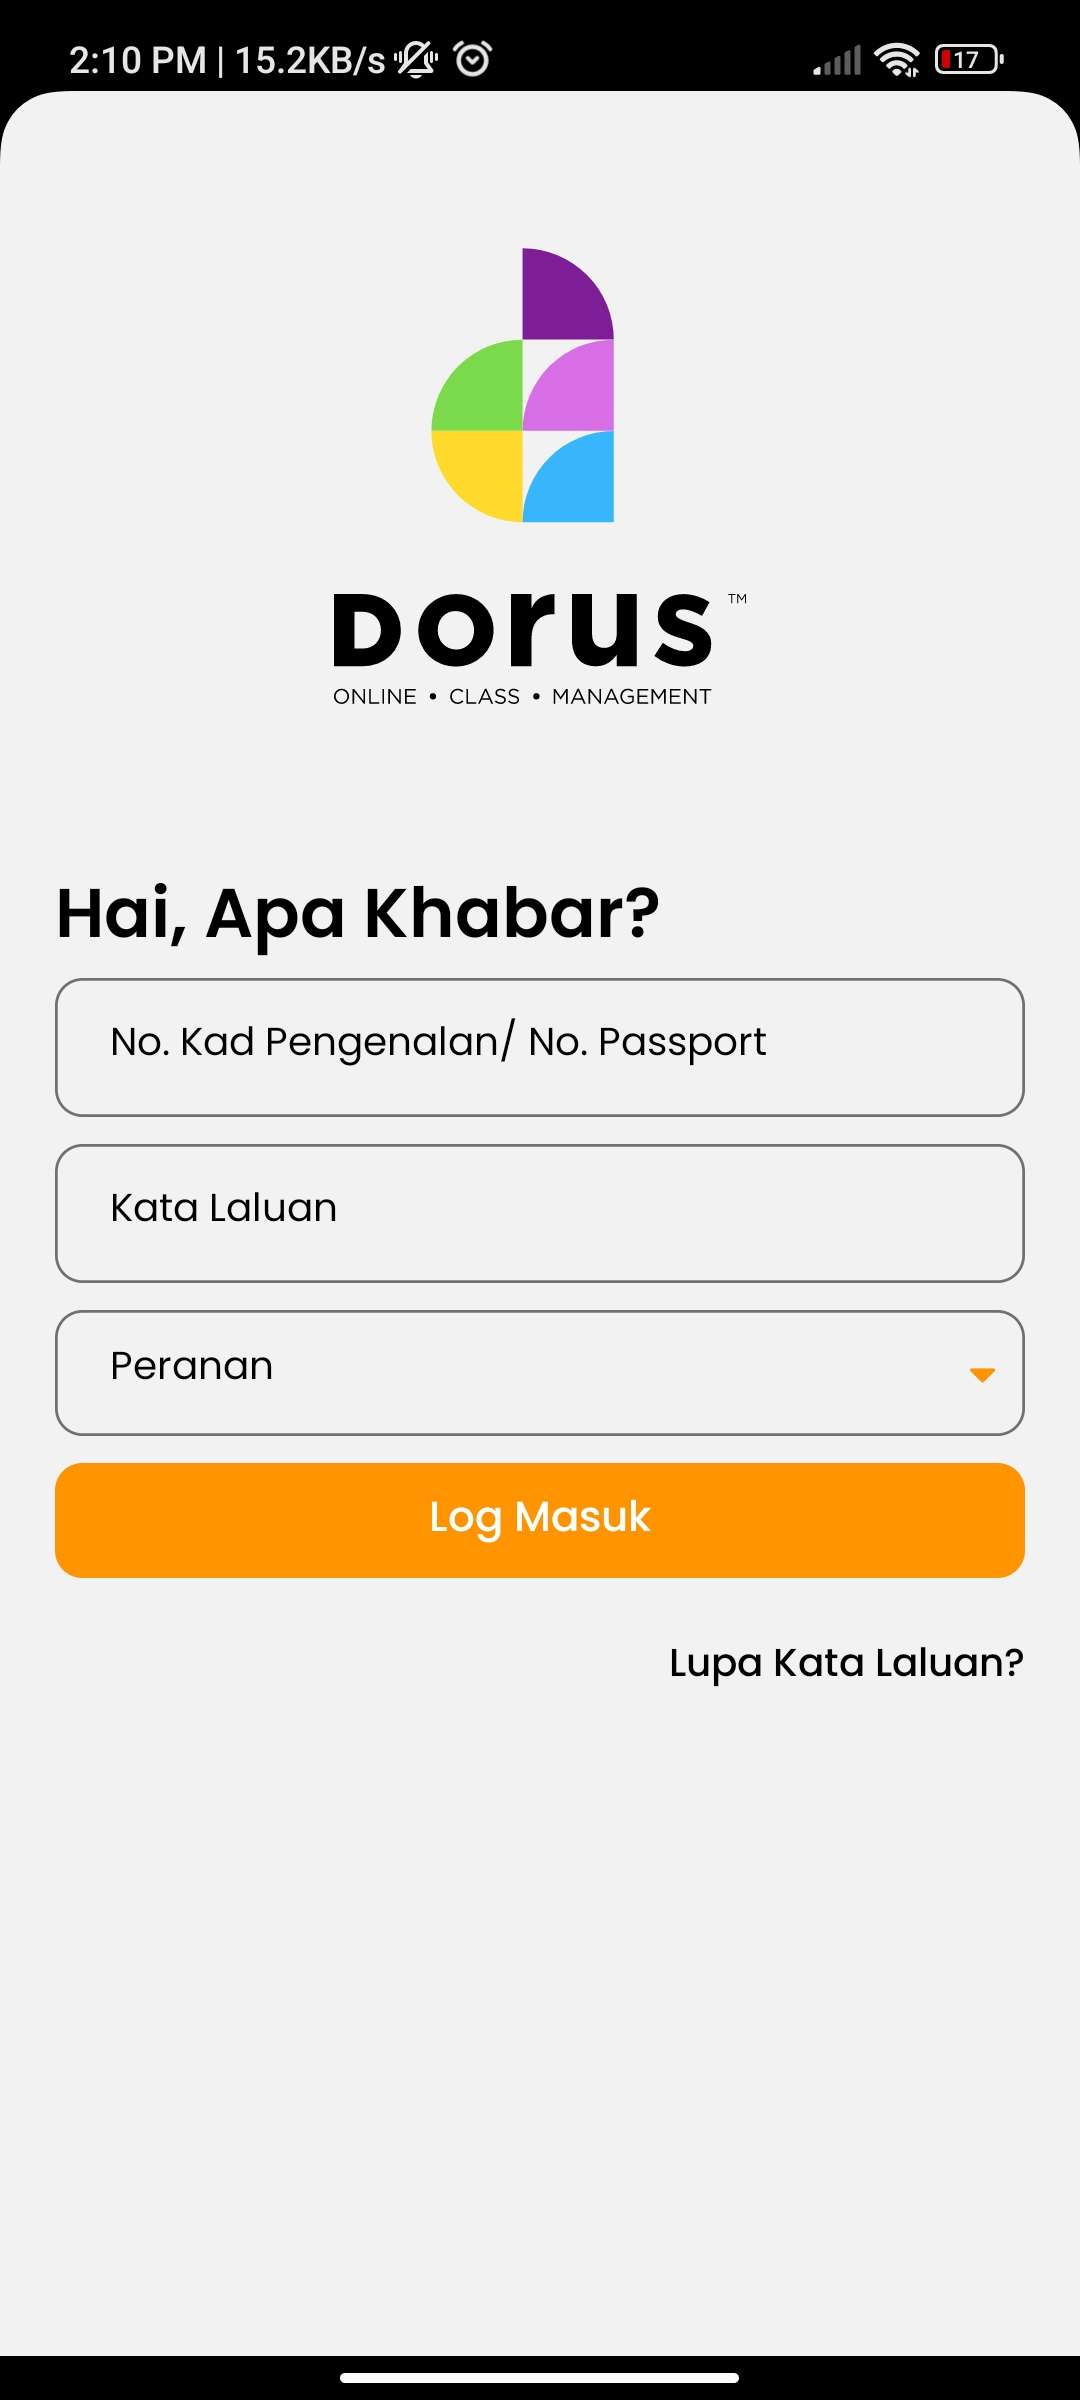 2:10 PM | 15.2KB/s
17
DORUS™
ONLINE • CLASS • MANAGEMENT
Hai, Apa Khabar?
No. Kad Pengenalan/ No. Passport
Kata Laluan
Peranan
Log Masuk
Lupa Kata Laluan?